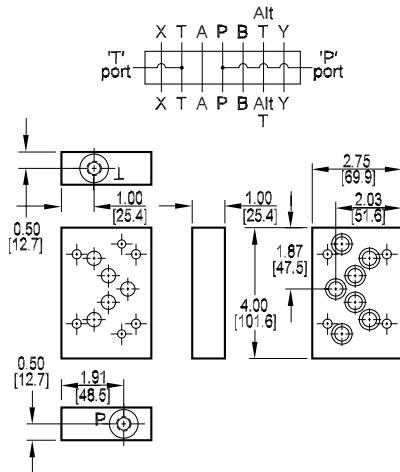 Alt
X T A P B T Y
'T' port
'P' port
X T A P B Alt Y
T
T
2.75
[69.9]
1.00
[25.4]
1.00
[25.4]
2.03
[51.6]
0.50
[12.7]
1.87
[47.5]
4.00
[101.6]
0.50
[12.7]
1.91
[48.5]
P